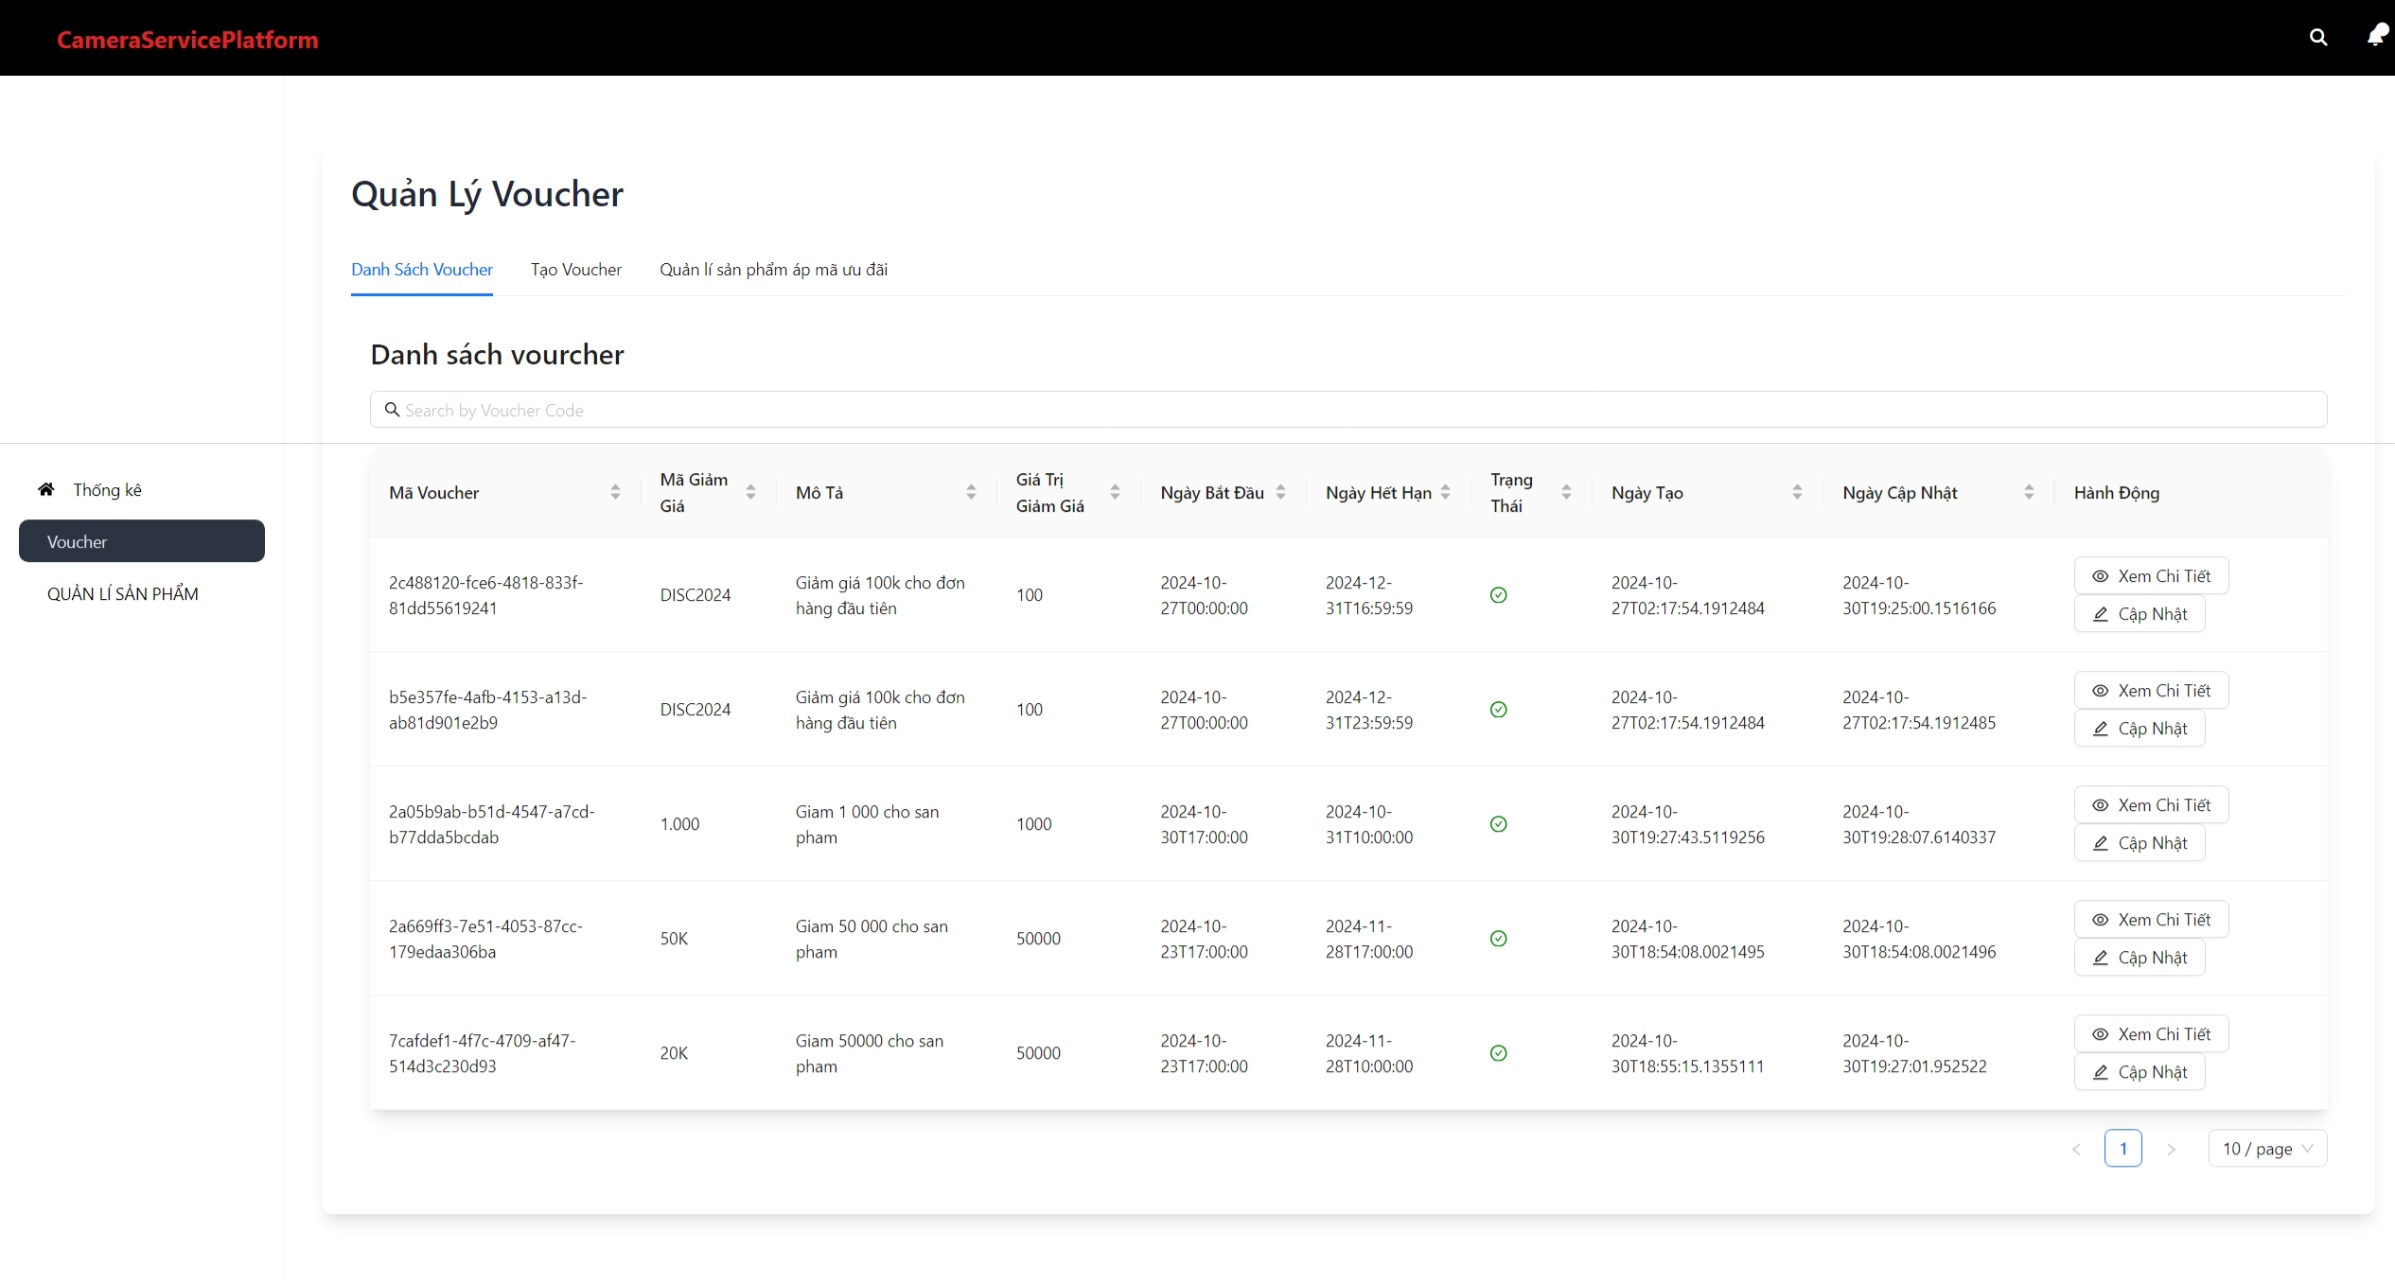 CameraServicePlatform
Quản Lý Voucher
Danh Sách Voucher
Tạo Voucher
Quản lí sản phẩm áp mã ưu đãi
Danh sách vourcher
Search by Voucher Code
Thống kê
Voucher
QUẢN LÍ SẢN PHẨM
Mã Voucher
Mã Giảm
Giá
Mô Tả
Giá Trị
Giảm Giá
Ngày Bắt Đầu
Ngày Hết Hạn
Trạng
Thái
Ngày Tạo
Ngày Cập Nhật
Hành Động
2c488120-fce6-4818-833f-
81dd55619241
DISC2024
Giảm giá 100k cho đơn
hàng đầu tiên
100
2024-10-
27T00:00:00
2024-12-
31T16:59:59
2024-10-
27T02:17:54.1912484
2024-10-
30T19:25:00.1516166
Xem Chi Tiết
Cập Nhật
b5e357fe-4afb-4153-a13d-
ab81d901e2b9
DISC2024
Giảm giá 100k cho đơn
hàng đầu tiên
100
2024-10-
27T00:00:00
2024-12-
31T23:59:59
2024-10-
27T02:17:54.1912484
2024-10-
27T02:17:54.1912485
Xem Chi Tiết
Cập Nhật
2a05b9ab-b51d-4547-a7cd-
b77dda5bcdab
1.000
Giam 1 000 cho san
pham
1000
2024-10-
30T17:00:00
2024-10-
31T10:00:00
2024-10-
30T19:27:43.5119256
2024-10-
30T19:28:07.6140337
Xem Chi Tiết
Cập Nhật
2a669ff3-7e51-4053-87cc-
179edaa306ba
50K
Giam 50 000 cho san
pham
50000
2024-10-
23T17:00:00
2024-11-
28T17:00:00
2024-10-
30T18:54:08.0021495
2024-10-
30T18:54:08.0021496
Xem Chi Tiết
Cập Nhật
7cafdef1-4f7c-4709-af47-
514d3c230d93
20K
Giam 50000 cho san
pham
50000
2024-10-
23T17:00:00
2024-11-
28T10:00:00
2024-10-
30T18:55:15.1355111
2024-10-
30T19:27:01.952522
Xem Chi Tiết
Cập Nhật
1
10 / page